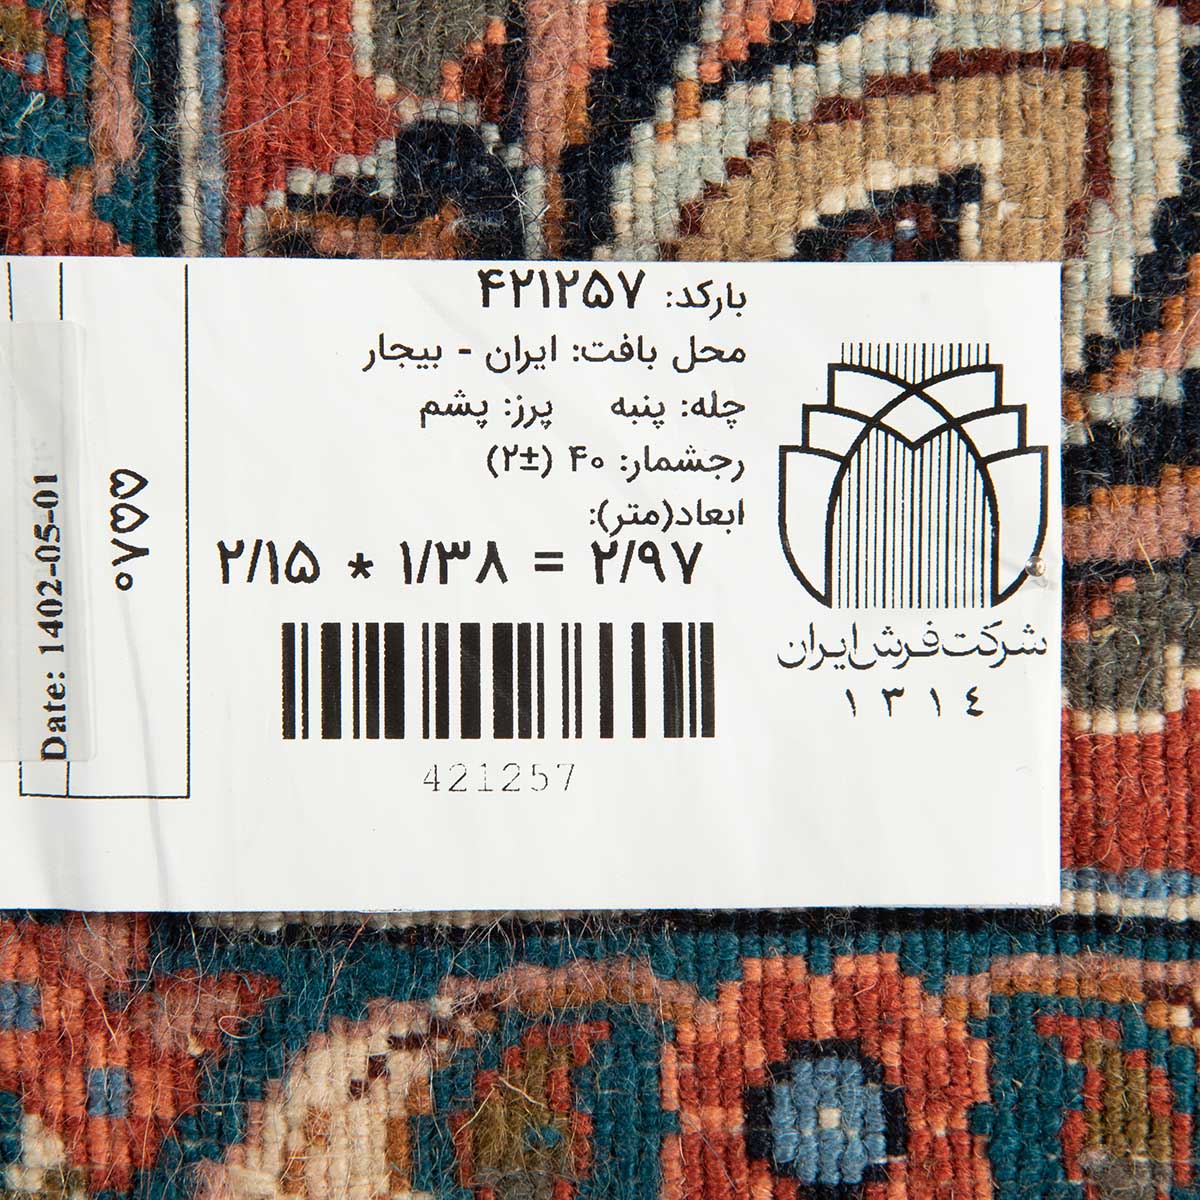 بارکد: ۴۲۱۲۵۷
محل بافت: ایران - بیجار
چله: پنبه پرز: پشم
رجشمار: ۴۰ (±۲)
ابعاد(متر):
۲/۱۵ * ۱/۳۸ = ۲/۹۷
421257
شرکت فرش ایران
١٣١٤
Date: 1402-05-01
۰۷۵۵